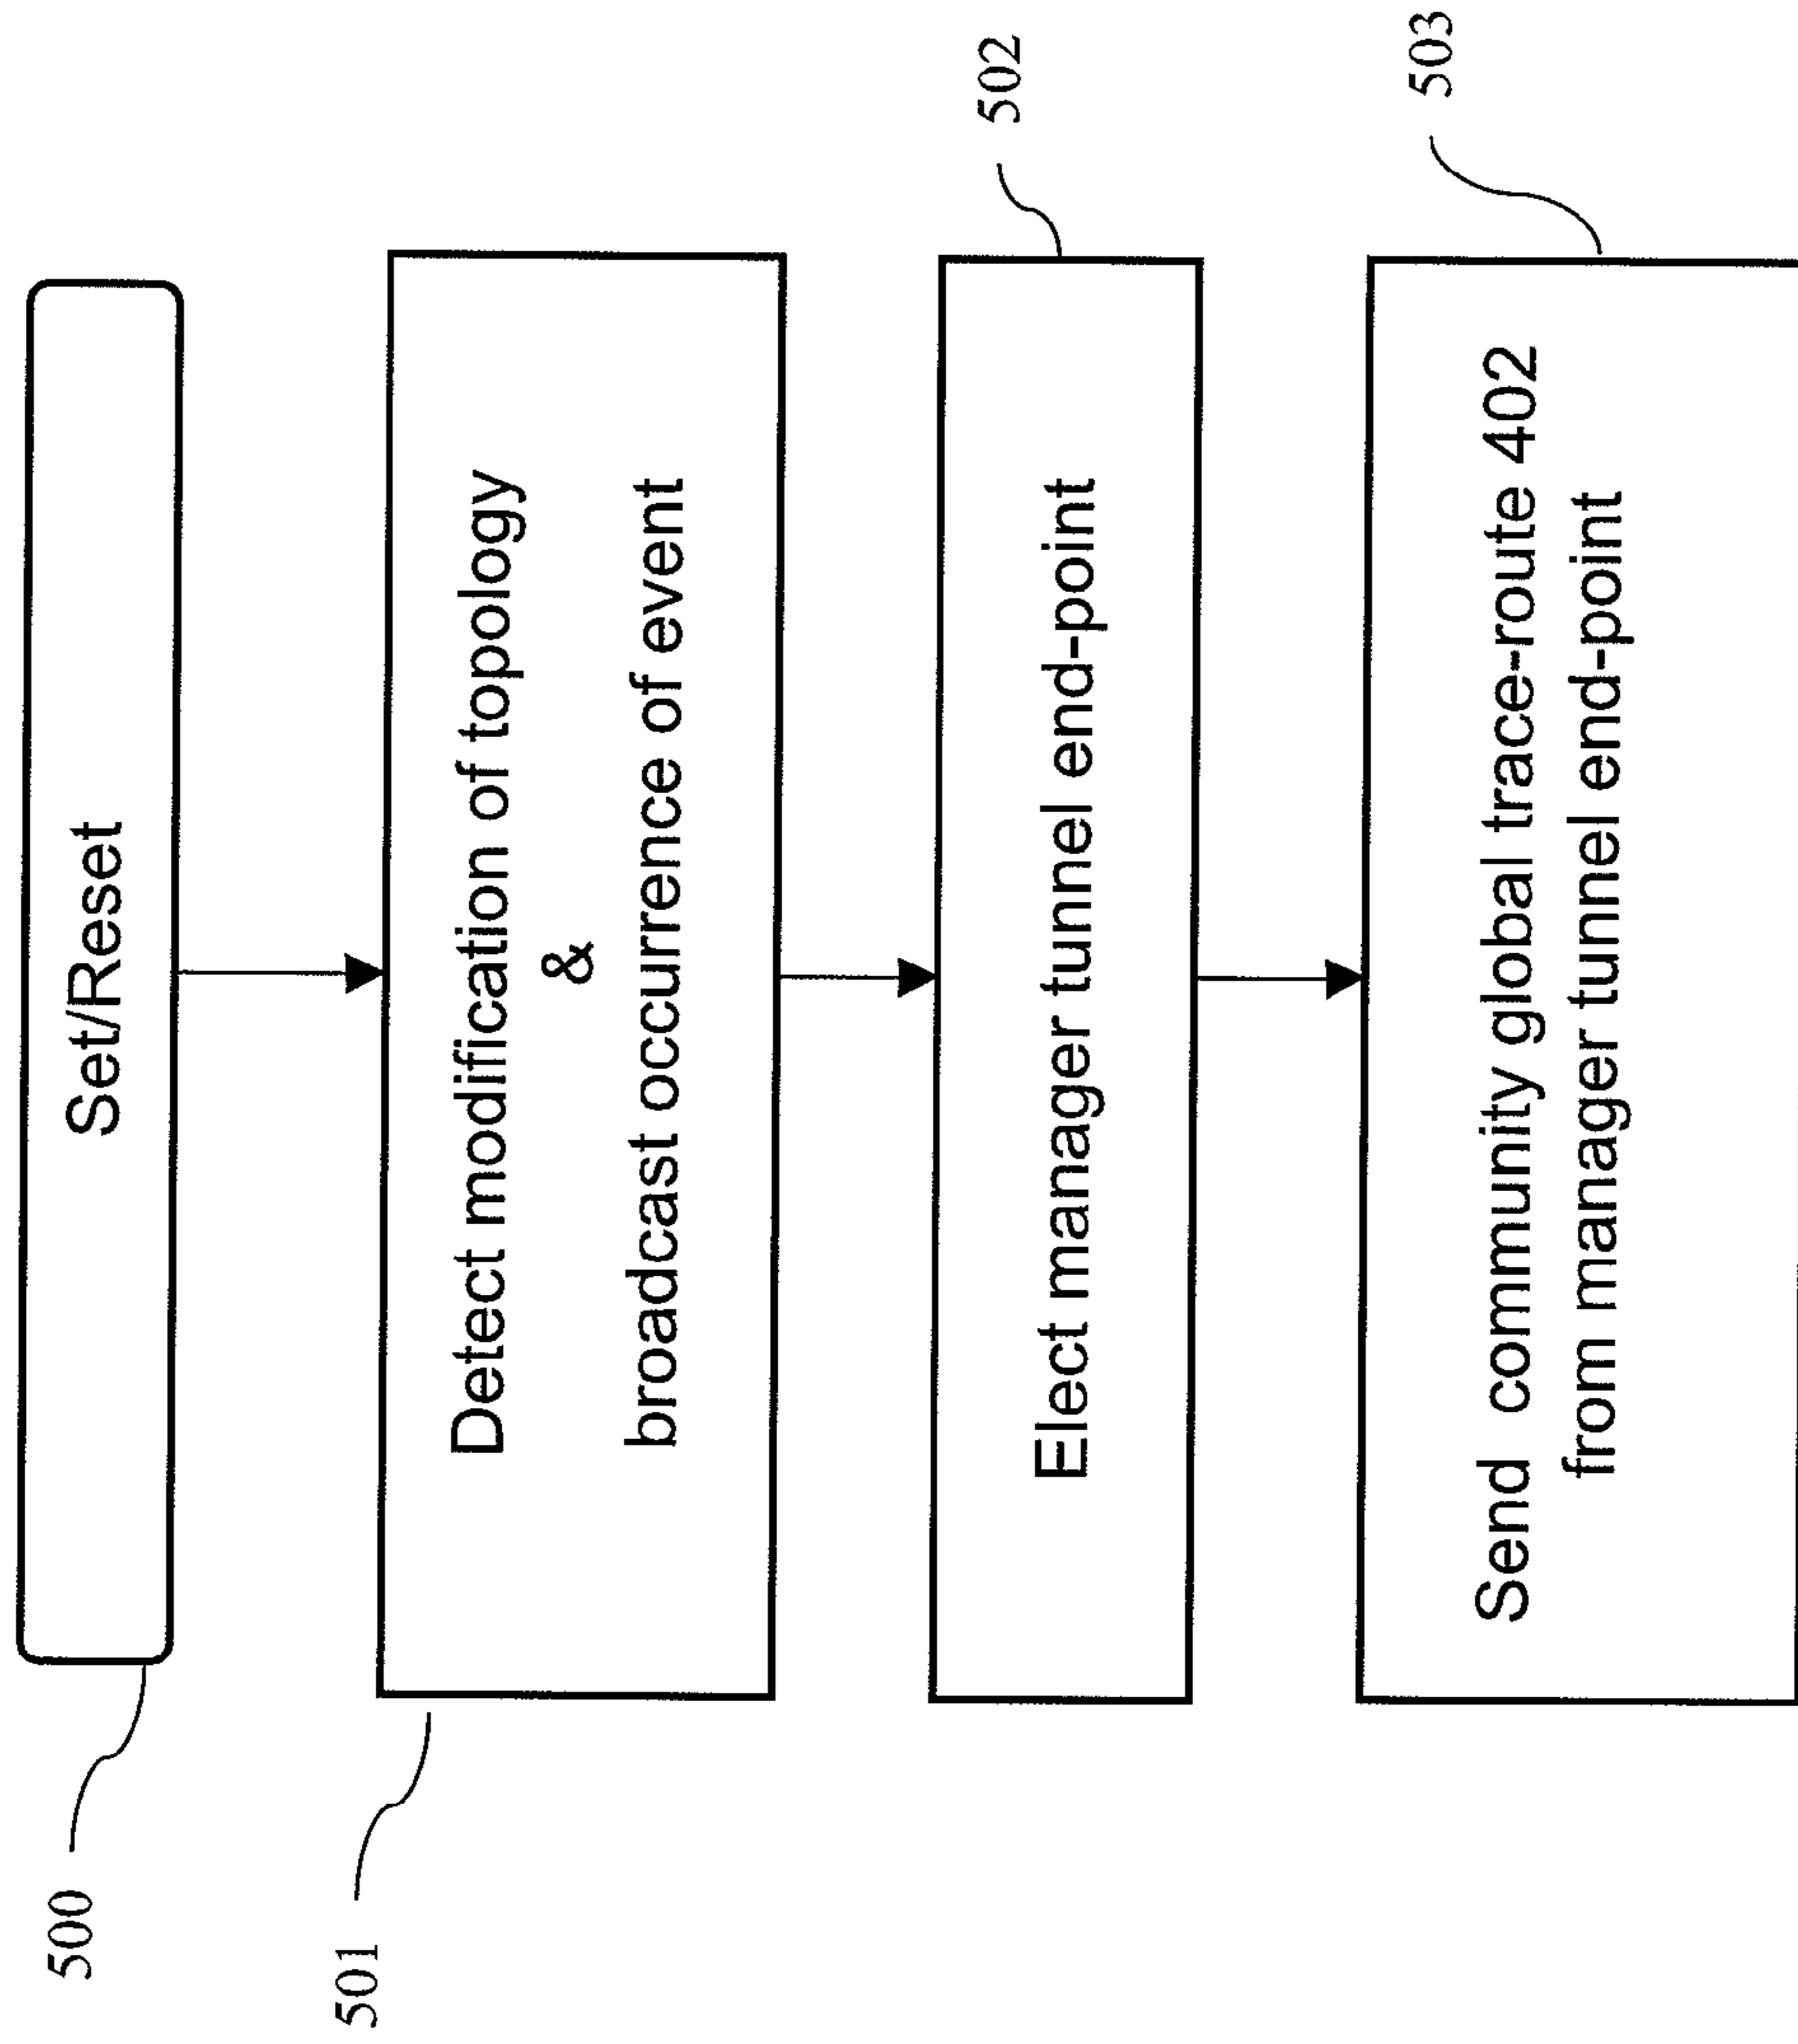 500
Set/Reset
501
Detect modification of topology
&
broadcast occurrence of event
502
Elect manager tunnel end-point
503
Send community global trace-route 402
from manager tunnel end-point